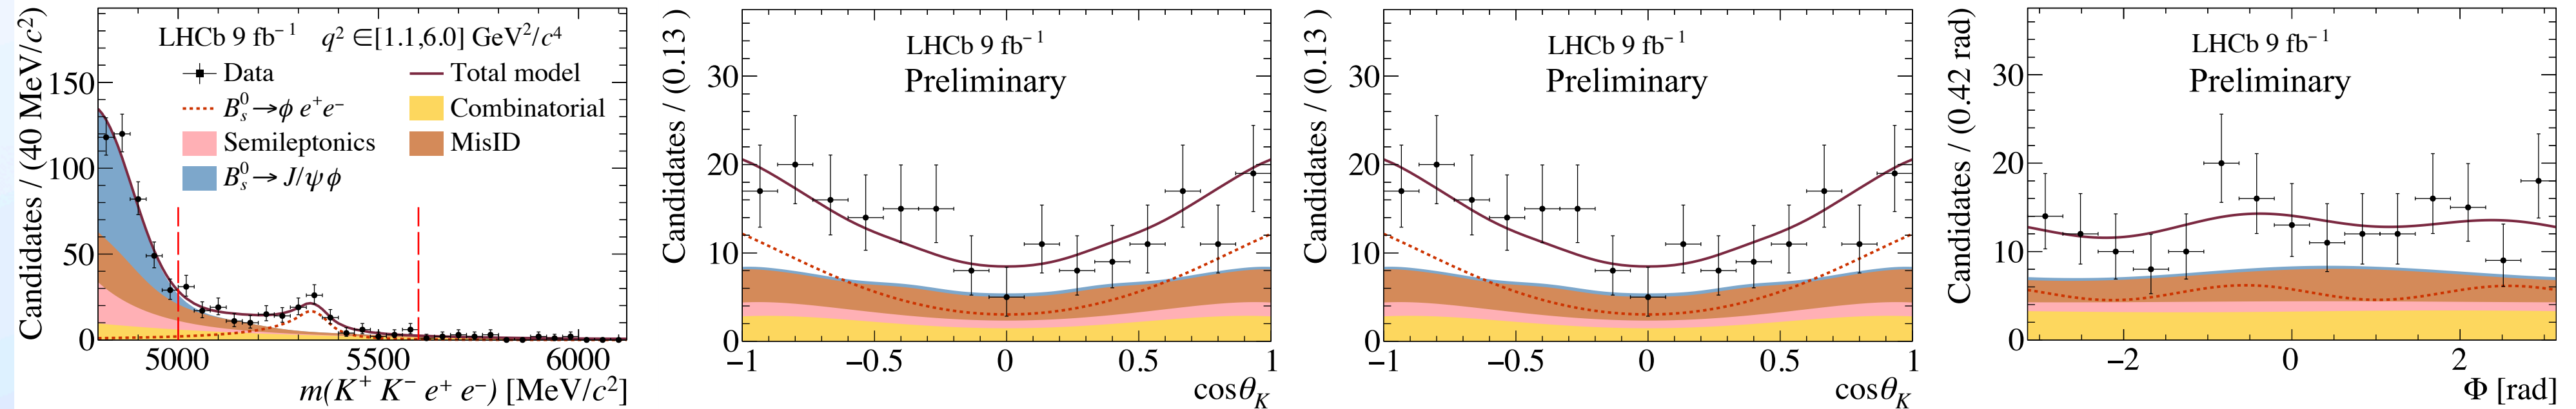 Candidates / (40 MeV/c²)
LHCb 9 fb⁻¹ q² ∈[1.1,6.0] GeV²/c⁴
Data
Total model
B⁰ₛ→ϕ e⁺e⁻
Combinatorial
Semileptonics
MisID
B⁰ₛ→ J/ψ ϕ
150
100
50
0
5000 5500 6000
m(K⁺ K⁻ e⁺ e⁻) [MeV/c²]
Candidates / (0.13 )
LHCb 9 fb⁻¹
Preliminary
30
20
10
0
−1 −0.5 0 0.5 1
cosθ_K
Candidates / (0.13 )
LHCb 9 fb⁻¹
Preliminary
30
20
10
0
−1 −0.5 0 0.5 1
cosθ_K
Candidates / (0.42 rad)
LHCb 9 fb⁻¹
Preliminary
30
20
10
0
−2 0 2
Φ [rad]